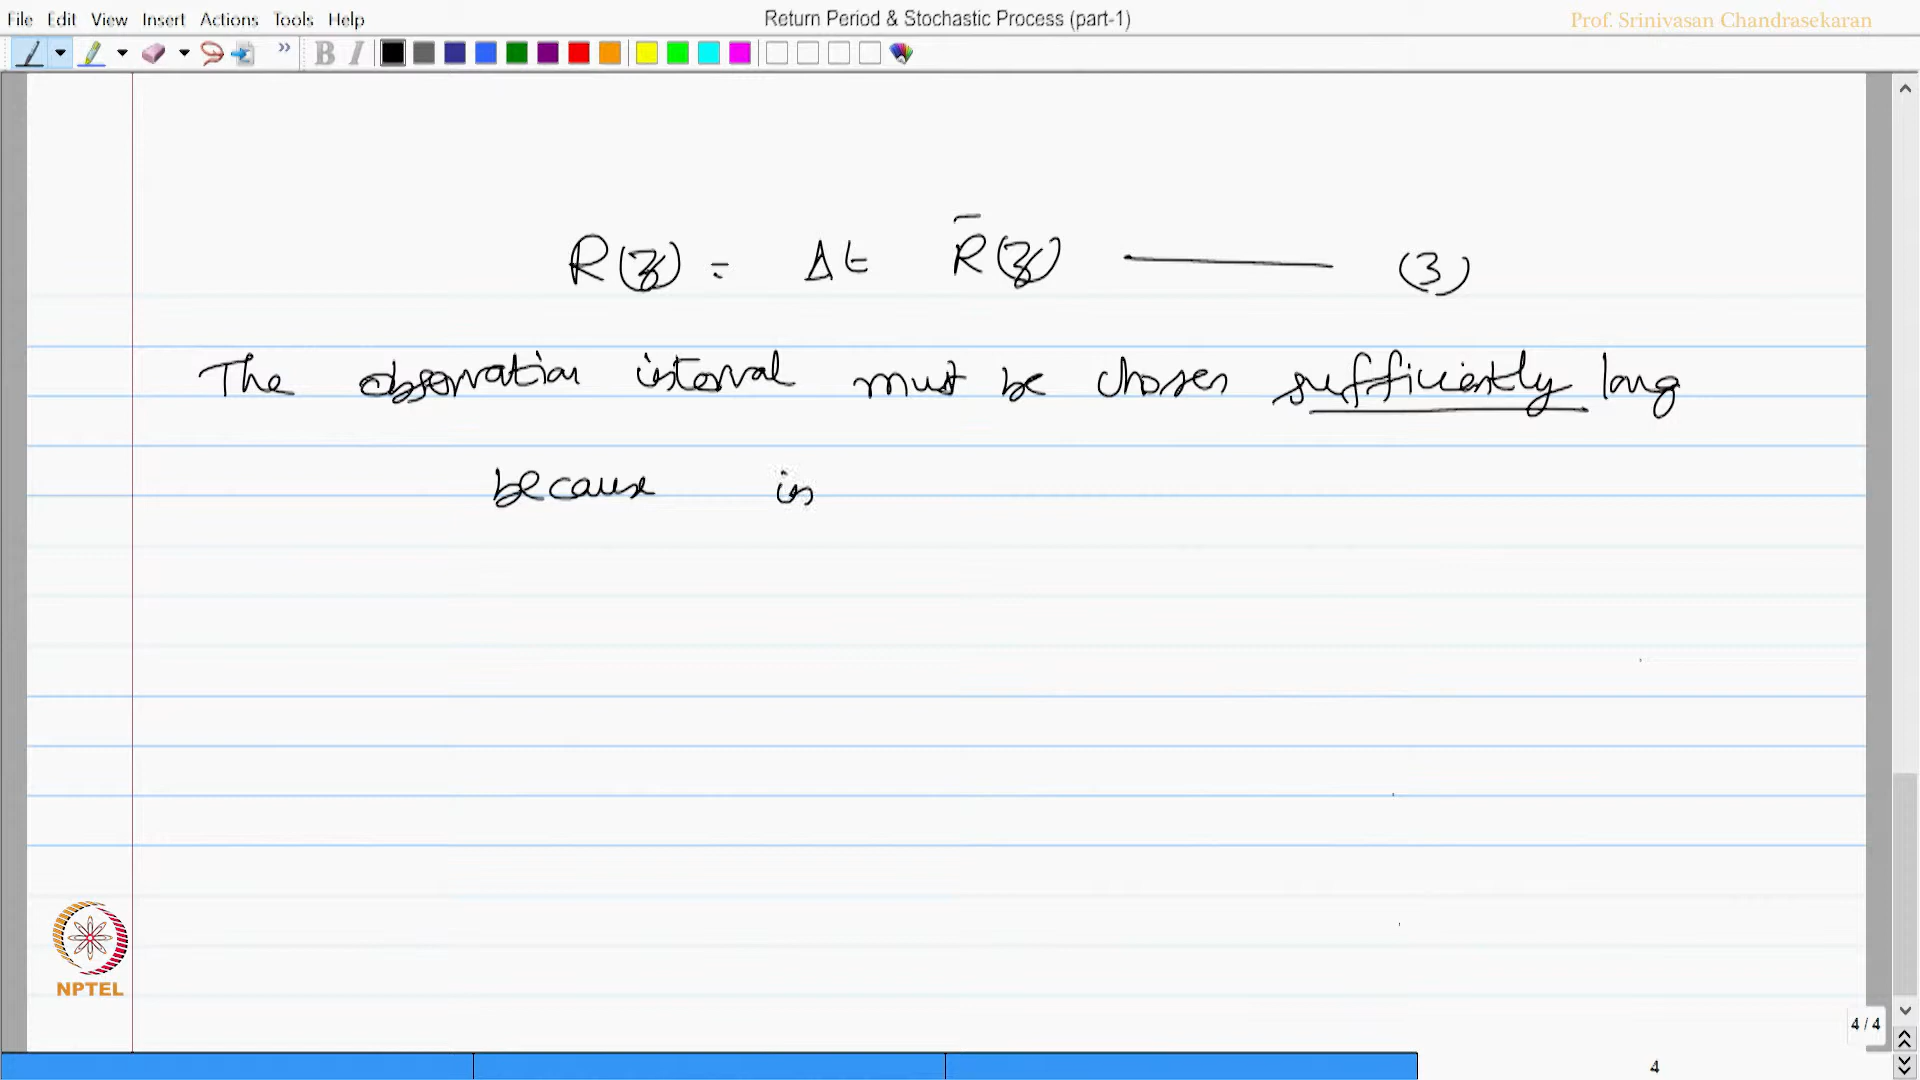 File Edit View Insert Actions Tools Help
Return Period & Stochastic Process (part-1)
Prof. Srinivasan Chandrasekaran
» B I
R(z) = Δt R̄(z) ——— (3)
The observation interval must be chosen sufficiently long
because in
NPTEL
4 / 4
4